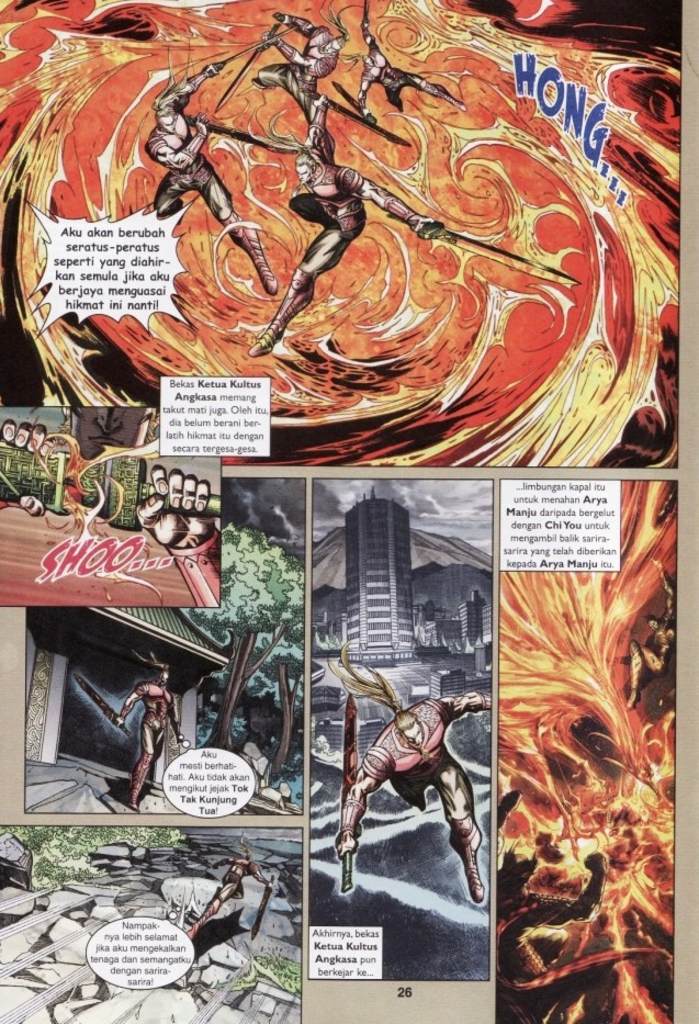 HONG...
Aku akan berubah
seratus-peratus
seperti yang diahir-
kan semula jika aku
berjaya menguasai
hikmat ini nanti!
Bekas Ketua Kultus
Angkasa memang
takut mati juga. Oleh itu,
dia belum berani ber-
latih hikmat itu dengan
secara tergesa-gesa.
SHOO...
Aku
mesti berhati-
hati. Aku tidak akan
mengikut jejak Tok
Tak Kunjung
Tua!
Nampak-
nya lebih selamat
jika aku mengekalkan
tenaga dan semangatku
dengan sarira-
sarira!
Akhirnya, bekas
Ketua Kultus
Angkasa pun
berkejar ke...
...limbungan kapal itu
untuk menahan Arya
Manju daripada bergelut
dengan Chi You untuk
mengambil balik sarira-
sarira yang telah diberikan
kepada Arya Manju itu.
26